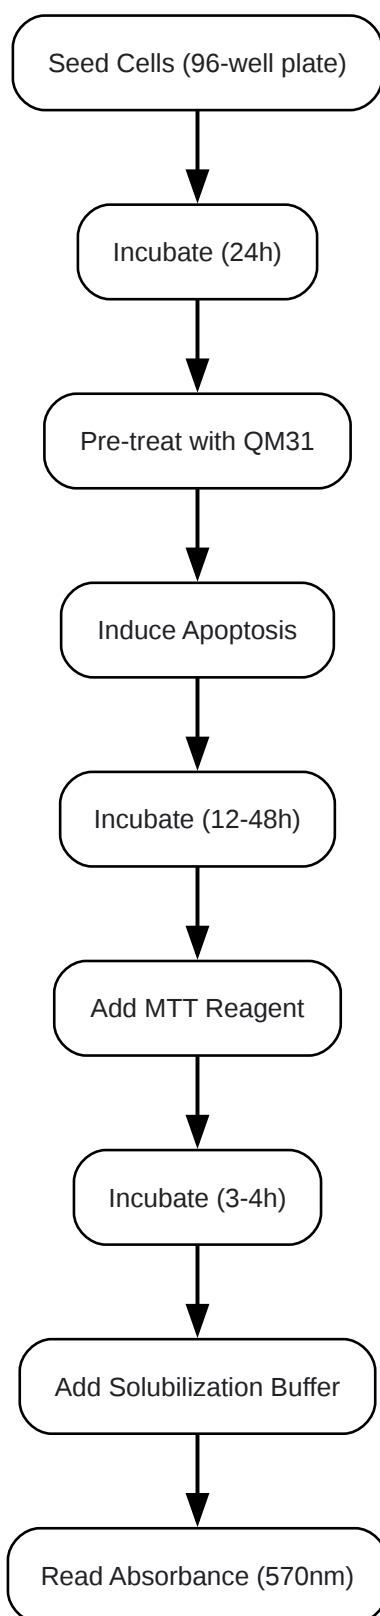 Seed Cells (96-well plate)
Incubate (24h)
Pre-treat with QM31
Induce Apoptosis
Incubate (12-48h)
Add MTT Reagent
Incubate (3-4h)
Add Solubilization Buffer
Read Absorbance (570nm)